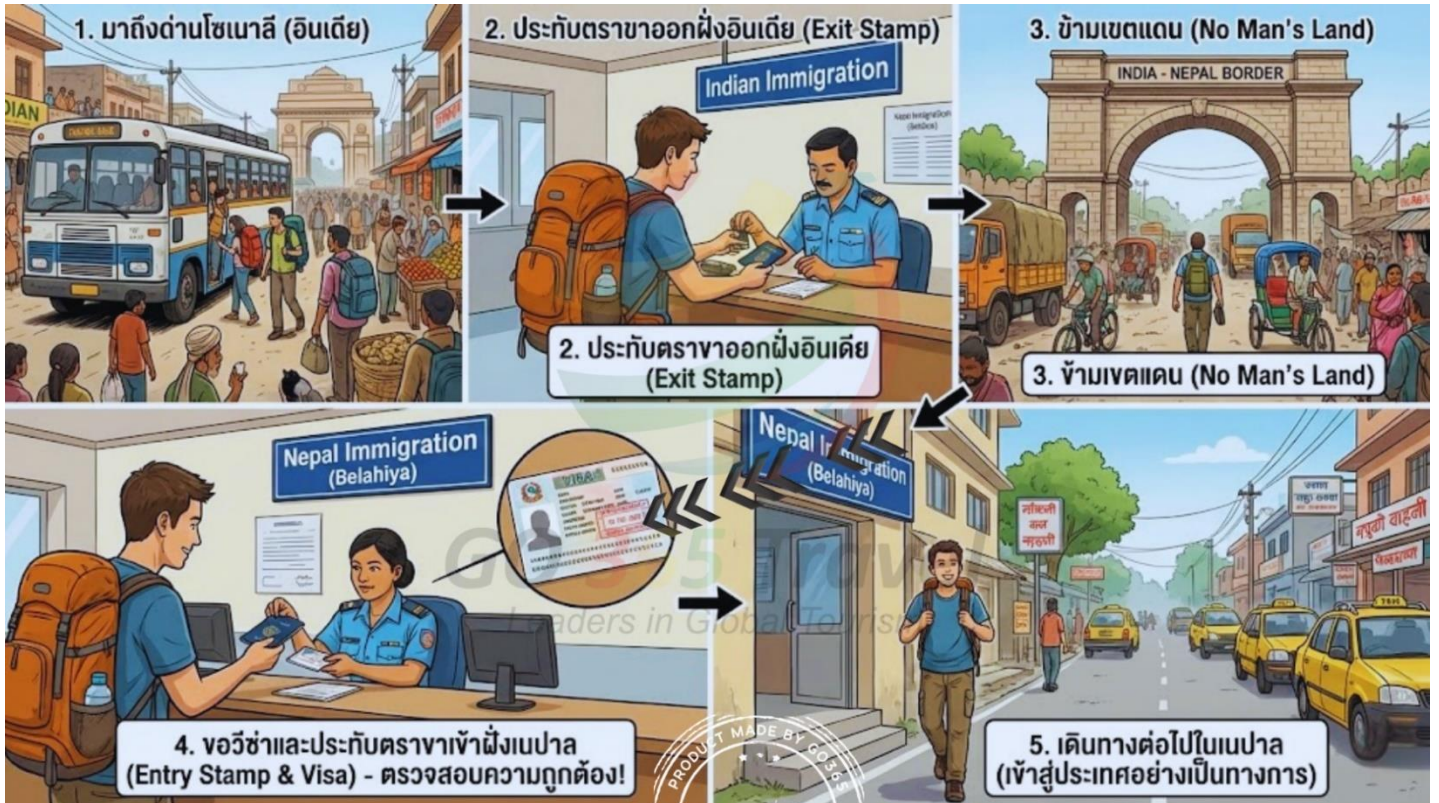 1. มาถึงด่านโซเนาลี (อินเดีย)
2. ประทับตราขาออกฝั่งอินเดีย (Exit Stamp)
3. ข้ามเขตแดน (No Man's Land)
Indian Immigration
INDIA - NEPAL BORDER
2. ประทับตราขาออกฝั่งอินเดีย
(Exit Stamp)
3. ข้ามเขตแดน (No Man's Land)
Nepal Immigration
(Belahiya)
VISA
Nepal Immigration
(Belahiya)
TAXI
Leaders in Global Tourism
4. ขอวีซ่าและประทับตราขาเข้าฝั่งเนปาล
(Entry Stamp & Visa) - ตรวจสอบความถูกต้อง!
PRODUCT MADE BY GO365
5. เดินทางต่อไปในเนปาล
(เข้าสู่ประเทศอย่างเป็นทางการ)